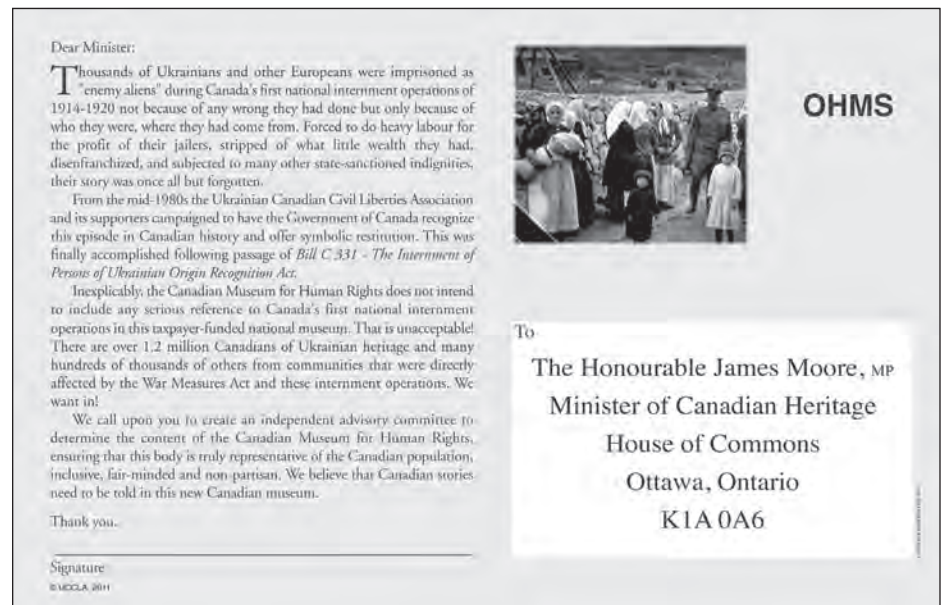 Dear Minister:
Thousands of Ukrainians and other Europeans were imprisoned as
"enemy aliens" during Canada's first national internment operations of
1914-1920 not because of any wrong they had done but only because of
who they were, where they had come from. Forced to do heavy labour for
the profit of their jailers, stripped of what little wealth they had,
disenfranchized, and subjected to many other state-sanctioned indignities,
their story was once all but forgotten.
From the mid-1980s the Ukrainian Canadian Civil Liberties Association
and its supporters campaigned to have the Government of Canada recognize
this episode in Canadian history and offer symbolic restitution. This was
finally accomplished following passage of Bill C 331 - The Internment of
Persons of Ukrainian Origin Recognition Act.
Inexplicably, the Canadian Museum for Human Rights does not intend
to include any serious reference to Canada's first national internment
operations in this taxpayer-funded national museum. That is unacceptable!
There are over 1.2 million Canadians of Ukrainian heritage and many
hundreds of thousands of others from communities that were directly
affected by the War Measures Act and these internment operations. We
want in!
We call upon you to create an independent advisory committee to
determine the content of the Canadian Museum for Human Rights,
ensuring that this body is truly representative of the Canadian population,
inclusive, fair-minded and non-partisan. We believe that Canadian stories
need to be told in this new Canadian museum.
Thank you.
Signature
© UCCLA 2011
OHMS
To
The Honourable James Moore, MP
Minister of Canadian Heritage
House of Commons
Ottawa, Ontario
K1A 0A6